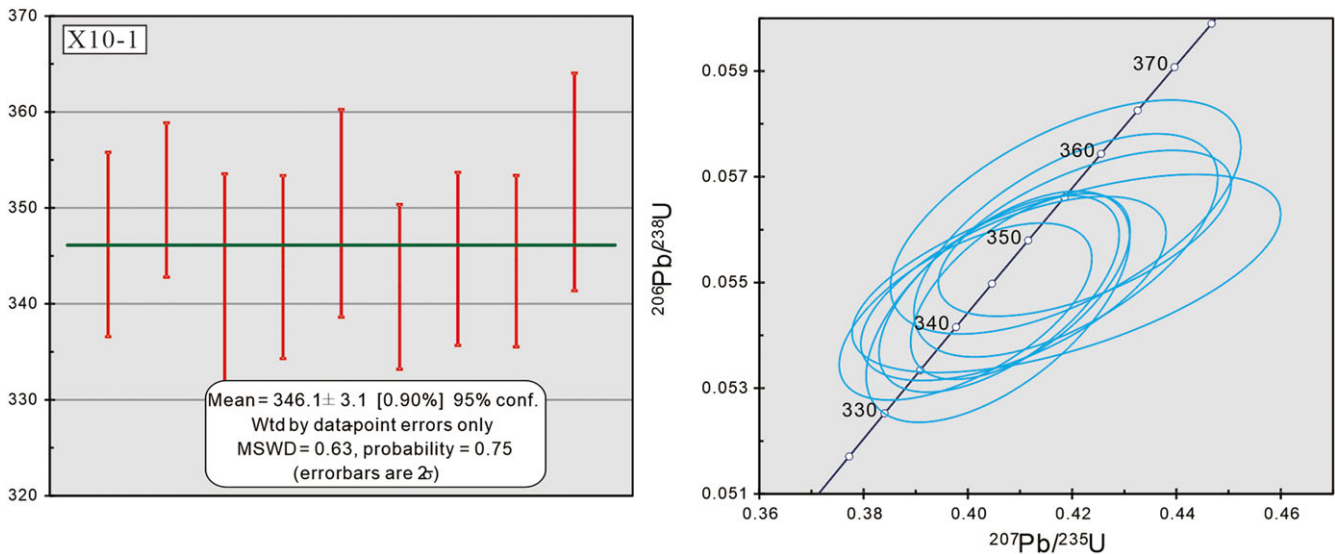 370
X10-1
360
350
340
330
320
Mean = 346.1 ± 3.1 [0.90%] 95% conf.
Wtd by data-point errors only
MSWD = 0.63, probability = 0.75
(error bars are 2σ)
206Pb/238U
0.059
0.057
0.055
0.053
0.051
370
360
350
340
330
0.36 0.38 0.40 0.42 0.44 0.46
207Pb/235U